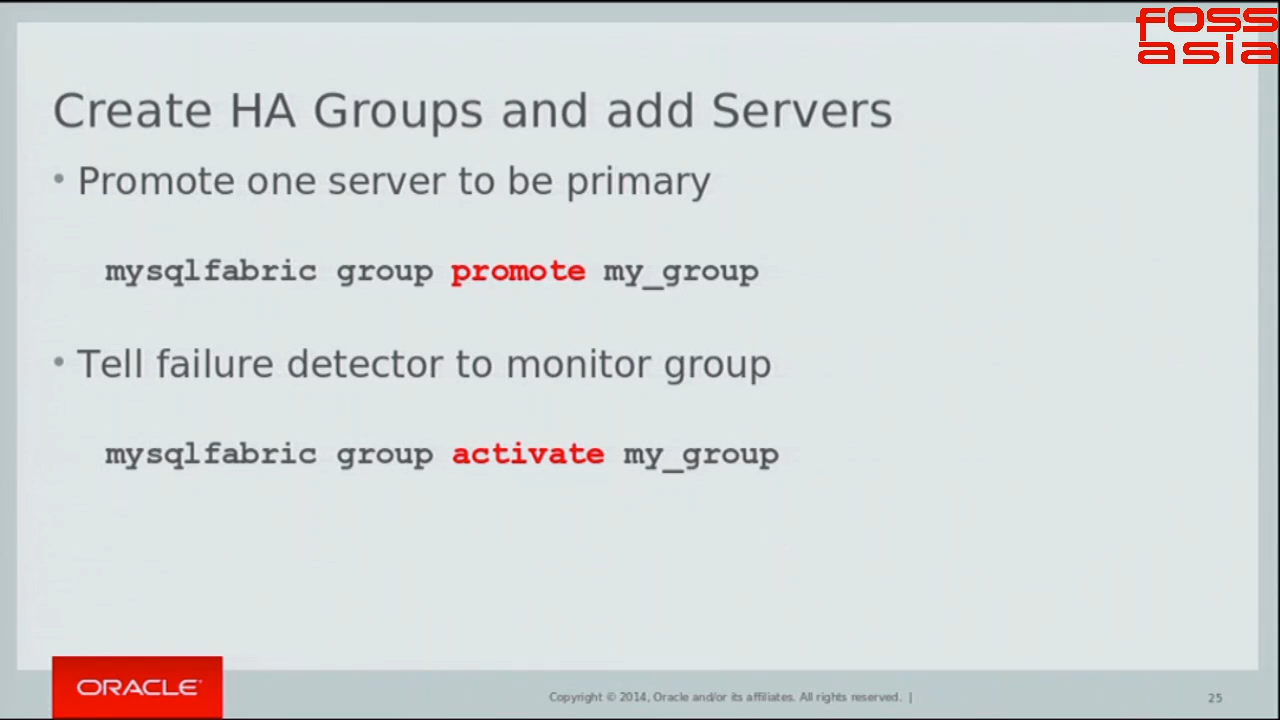 foss
asia
Create HA Groups and add Servers
• Promote one server to be primary
mysqlfabric group promote my_group
• Tell failure detector to monitor group
mysqlfabric group activate my_group
ORACLE®
Copyright © 2014, Oracle and/or its affiliates. All rights reserved. |
25